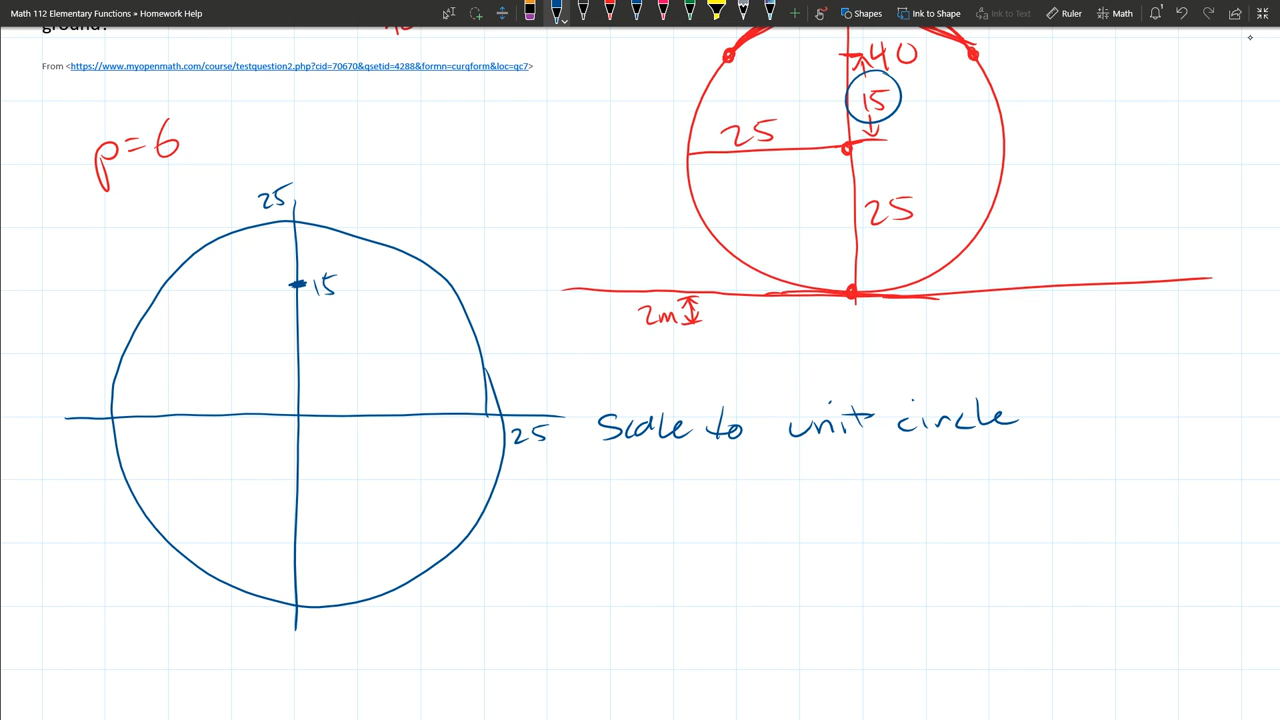 Math 112 Elementary Functions » Homework Help
Shapes
Ink to Shape
Ink to Text
Ruler
Math
ground?
From <https://www.myopenmath.com/course/testquestion2.php?cid=70670&qsetid=4288&formn=curqform&loc=qc7>
40
15
25
p=6
25
25
15
2m
25
Scale to unit circle